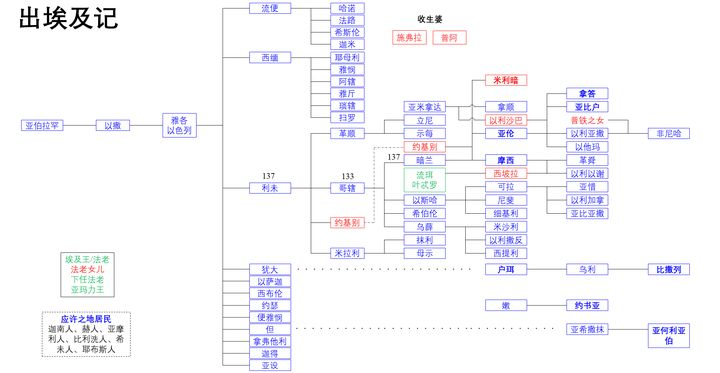 出埃及记
收生婆
施弗拉
普阿
亚伯拉罕
以撒
雅各
以色列
流便
哈诺
法路
希斯伦
迦米
西缅
耶母利
雅悯
阿辖
雅斤
琐辖
扫罗
137
利未
革顺
立尼
示每
133
哥辖
约基别
137
暗兰
亚米拿达
约基别
流珥
叶忒罗
米利暗
拿顺
以利沙巴
亚伦
摩西
西坡拉
拿答
亚比户
普铁之女
以利亚撒
非尼哈
以他玛
革舜
以利以谢
以斯哈
可拉
尼斐
细基利
亚惜
以利加拿
亚比亚撒
希伯伦
乌薛
米沙利
以利撒反
西提利
米拉利
抹利
母示
犹大
户珥
乌利
比撒列
以萨迦
西布伦
约瑟
嫩
约书亚
便雅悯
但
亚希撒抹
亚何利亚
伯
拿弗他利
迦得
亚设
埃及王/法老
法老女儿
下任法老
亚玛力王
应许之地居民
迦南人、赫人、亚摩
利人、比利洗人、希
未人、耶布斯人